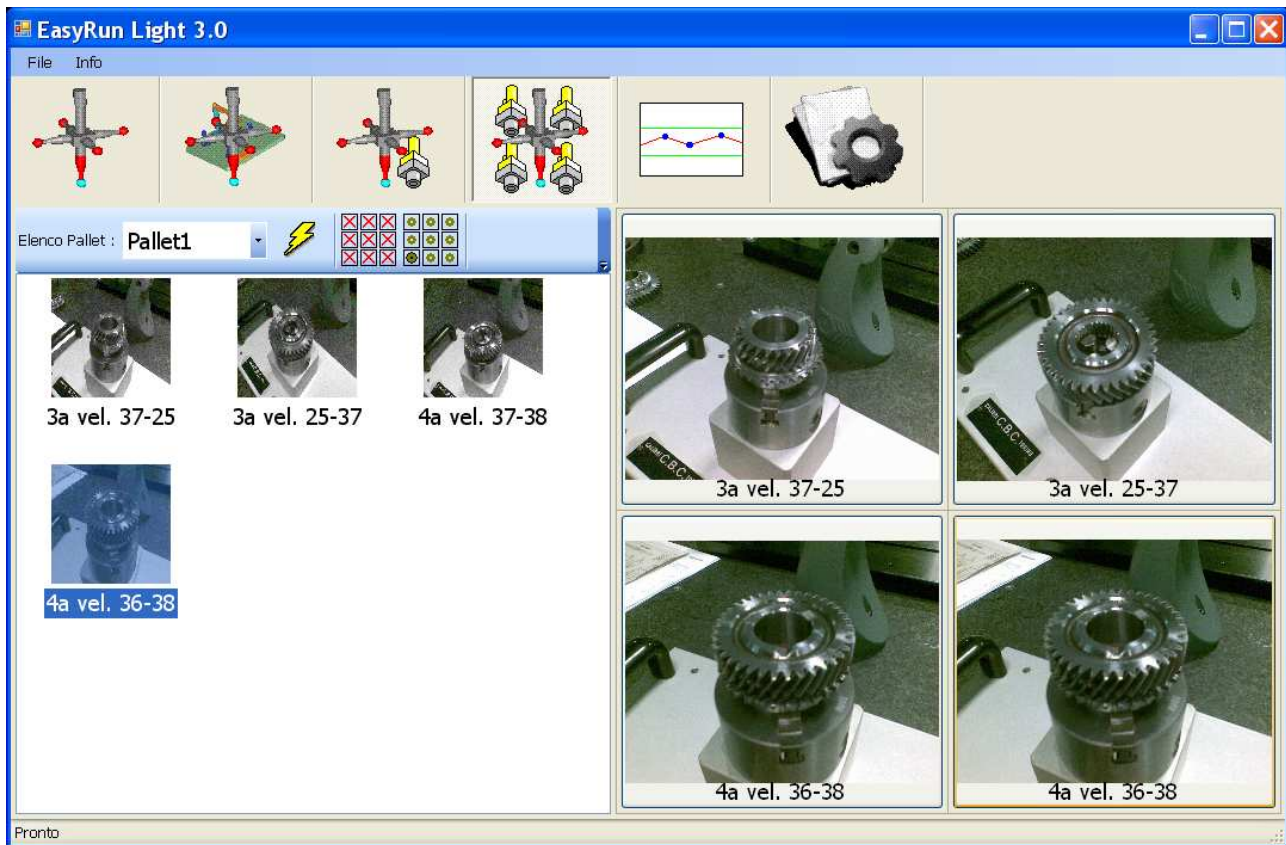 EasyRun Light 3.0
File Info
Elenco Pallet : Pallet1
3a vel. 37-25
3a vel. 25-37
4a vel. 37-38
4a vel. 36-38
C.B.C.
3a vel. 37-25
C.B.C.
3a vel. 25-37
4a vel. 36-38
4a vel. 36-38
Pronto